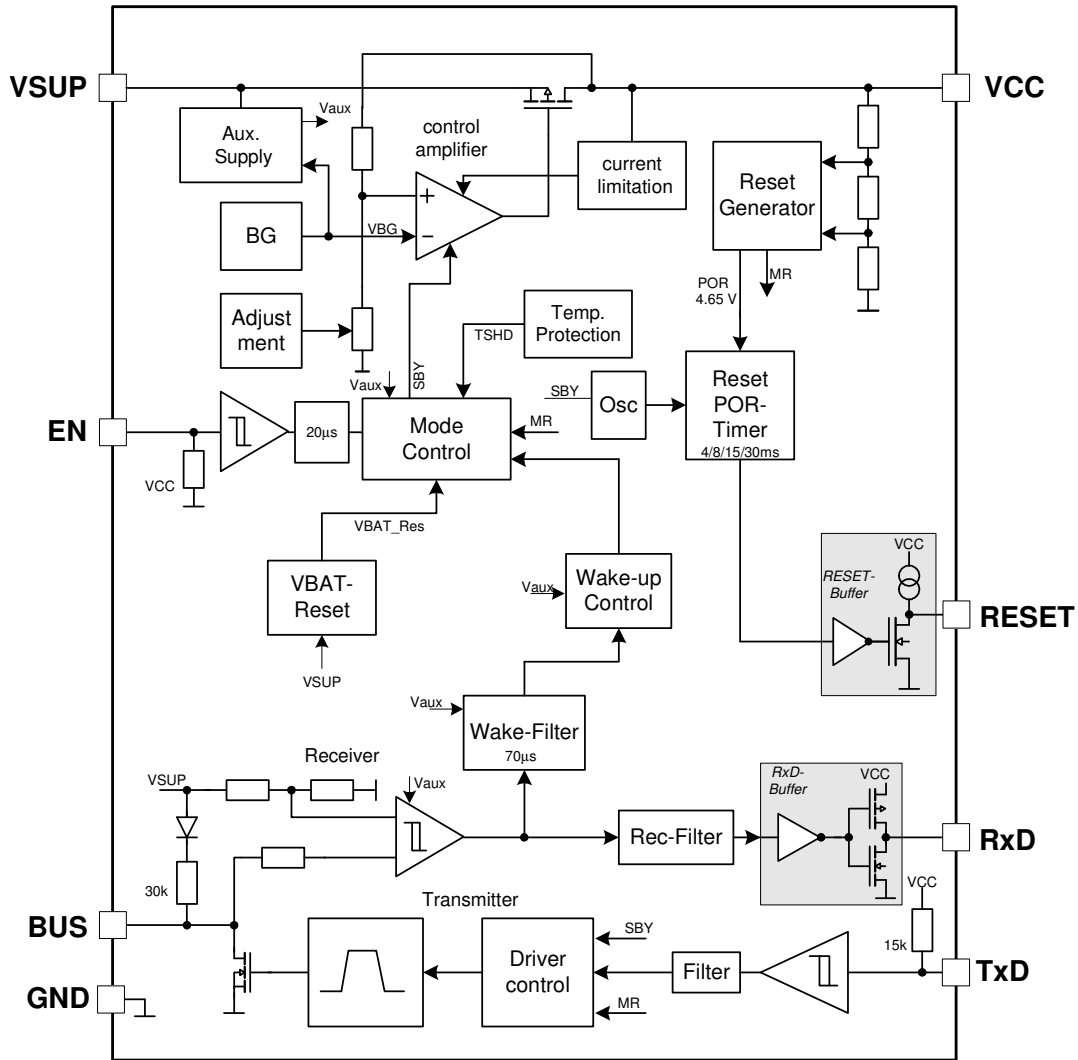 VSUP
VCC
Vaux
Aux.
Supply
control
amplifier
current
limitation
Reset
Generator
+
BG
VBG
−
POR
4.65 V
MR
Adjust
ment
Temp.
Protection
TSHD
SBY
Vaux
SBY
Osc
Reset
POR-
Timer
4/8/15/30ms
EN
20µs
Mode
Control
MR
VCC
VBAT_Res
VBAT-
Reset
Vaux
Wake-up
Control
VCC
RESET-
Buffer
RESET
VSUP
Vaux
Wake-Filter
70µs
Receiver
VSUP
Vaux
RxD-
Buffer
VCC
Rec-Filter
RxD
30k
BUS
Transmitter
VCC
15k
SBY
Driver
control
Filter
TxD
MR
GND